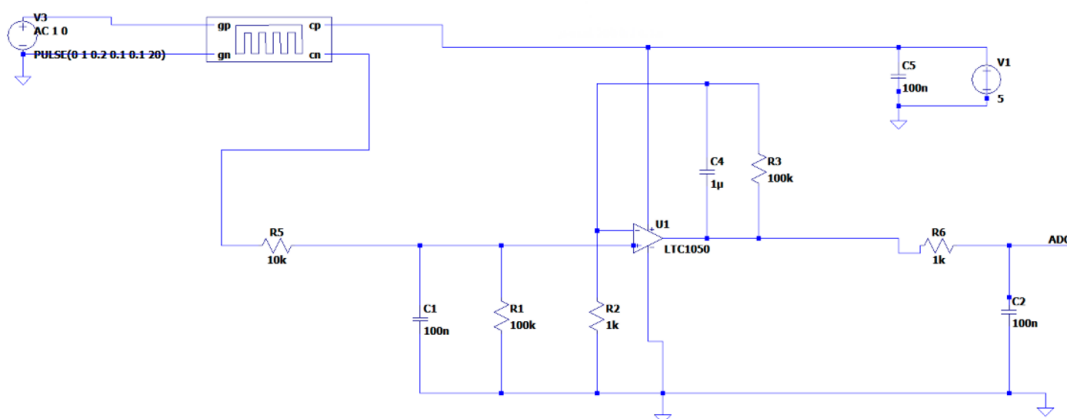 V3
AC 1 0
PULSE(0 1 0.2 0.1 0.1 20)
gp
cp
gn
cn
C5
100n
V1
5
C4
1µ
R3
100k
U1
LTC1050
R5
10k
R6
1k
ADC
C1
100n
R1
100k
R2
1k
C2
100n